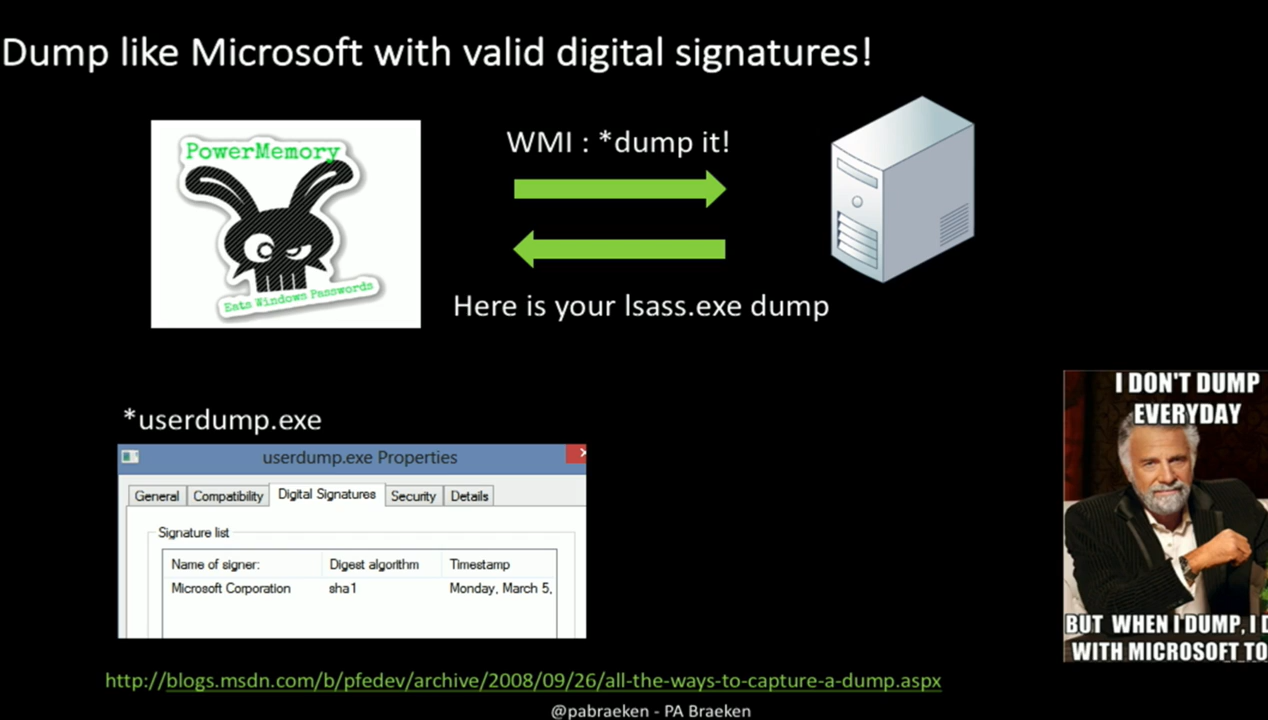 Dump like Microsoft with valid digital signatures!
PowerMemory
Eats Windows Passwords
WMI : *dump it!
Here is your lsass.exe dump
*userdump.exe
userdump.exe Properties
General Compatibility Digital Signatures Security Details
Signature list
Name of signer: Digest algorithm Timestamp
Microsoft Corporation sha1 Monday, March 5,
I DON'T DUMP
EVERYDAY
BUT WHEN I DUMP, I
WITH MICROSOFT
http://blogs.msdn.com/b/pfedev/archive/2008/09/26/all-the-ways-to-capture-a-dump.aspx
@pabraeken - PA Braeken